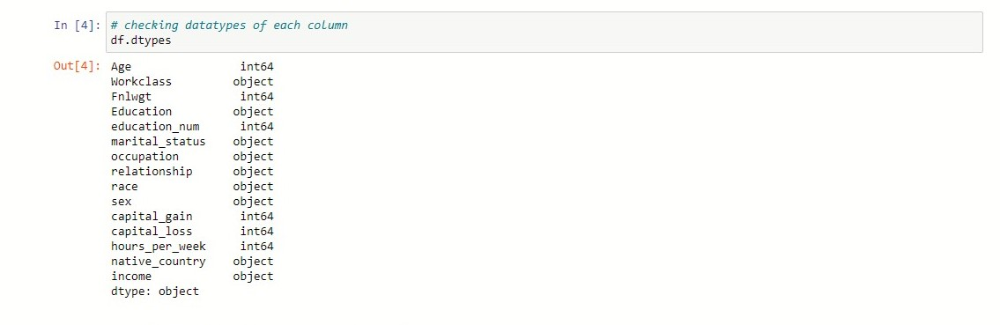 In [4]: # checking datatypes of each column
df.dtypes
Out[4]: Age int64
Workclass object
Fnlwgt int64
Education object
education_num int64
marital_status object
occupation object
relationship object
race object
sex object
capital_gain int64
capital_loss int64
hours_per_week int64
native_country object
income object
dtype: object